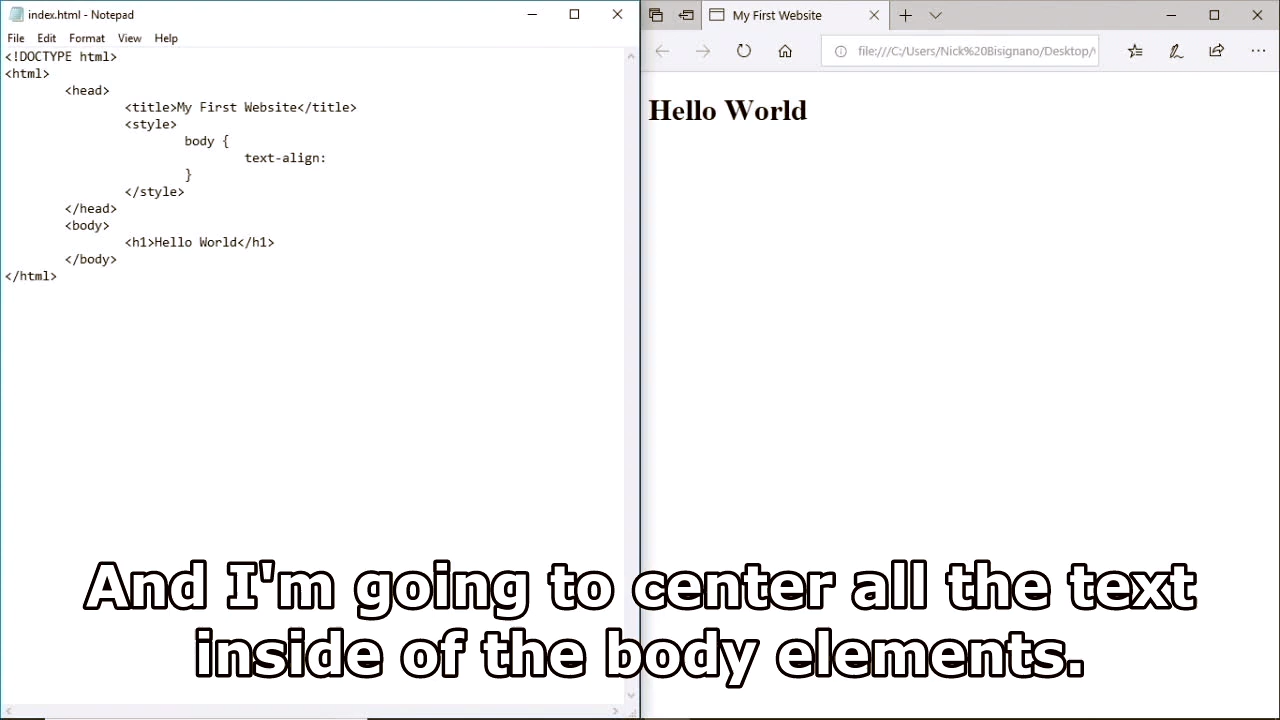 index.html - Notepad
File Edit Format View Help
<!DOCTYPE html>
<html>
<head>
<title>My First Website</title>
<style>
body {
text-align:
}
</style>
</head>
<body>
<h1>Hello World</h1>
</body>
</html>
My First Website
file:///C:/Users/Nick%20Bisignano/Desktop/
Hello World
And I'm going to center all the text
inside of the body elements.